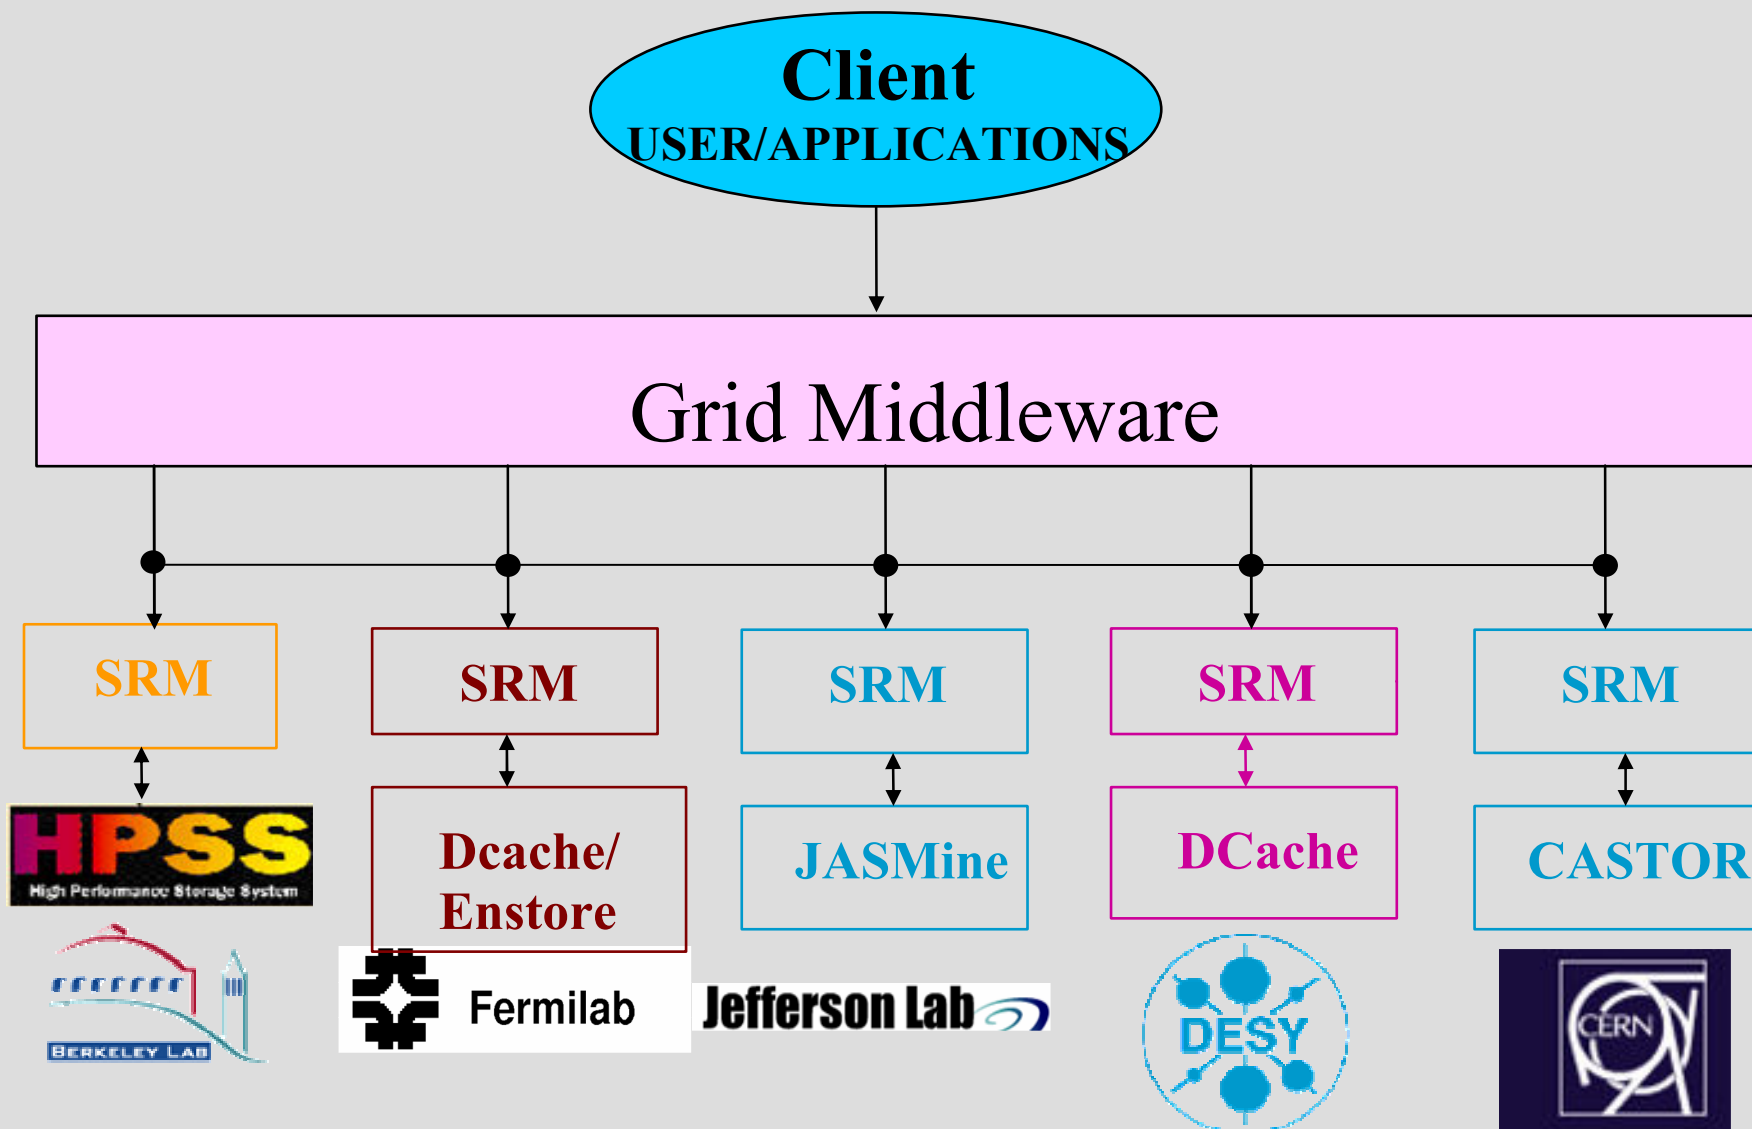 Client
USER/APPLICATIONS
Grid Middleware
SRM
SRM
SRM
SRM
SRM
HPSS
High Performance Storage System
Dcache/
Enstore
JASMine
DCache
CASTOR
BERKELEY LAB
Fermilab
Jefferson Lab
DESY
CERN